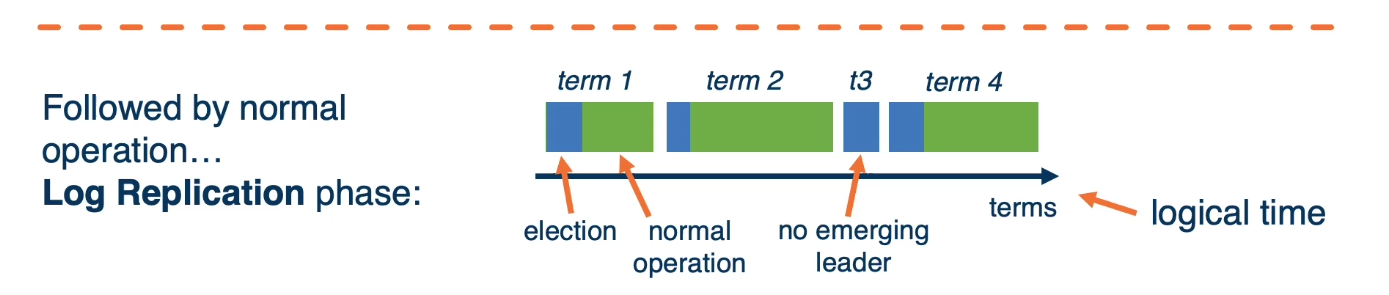 Followed by normal
operation…
Log Replication phase:
term 1
term 2
t3
term 4
terms
logical time
election
normal
operation
no emerging
leader